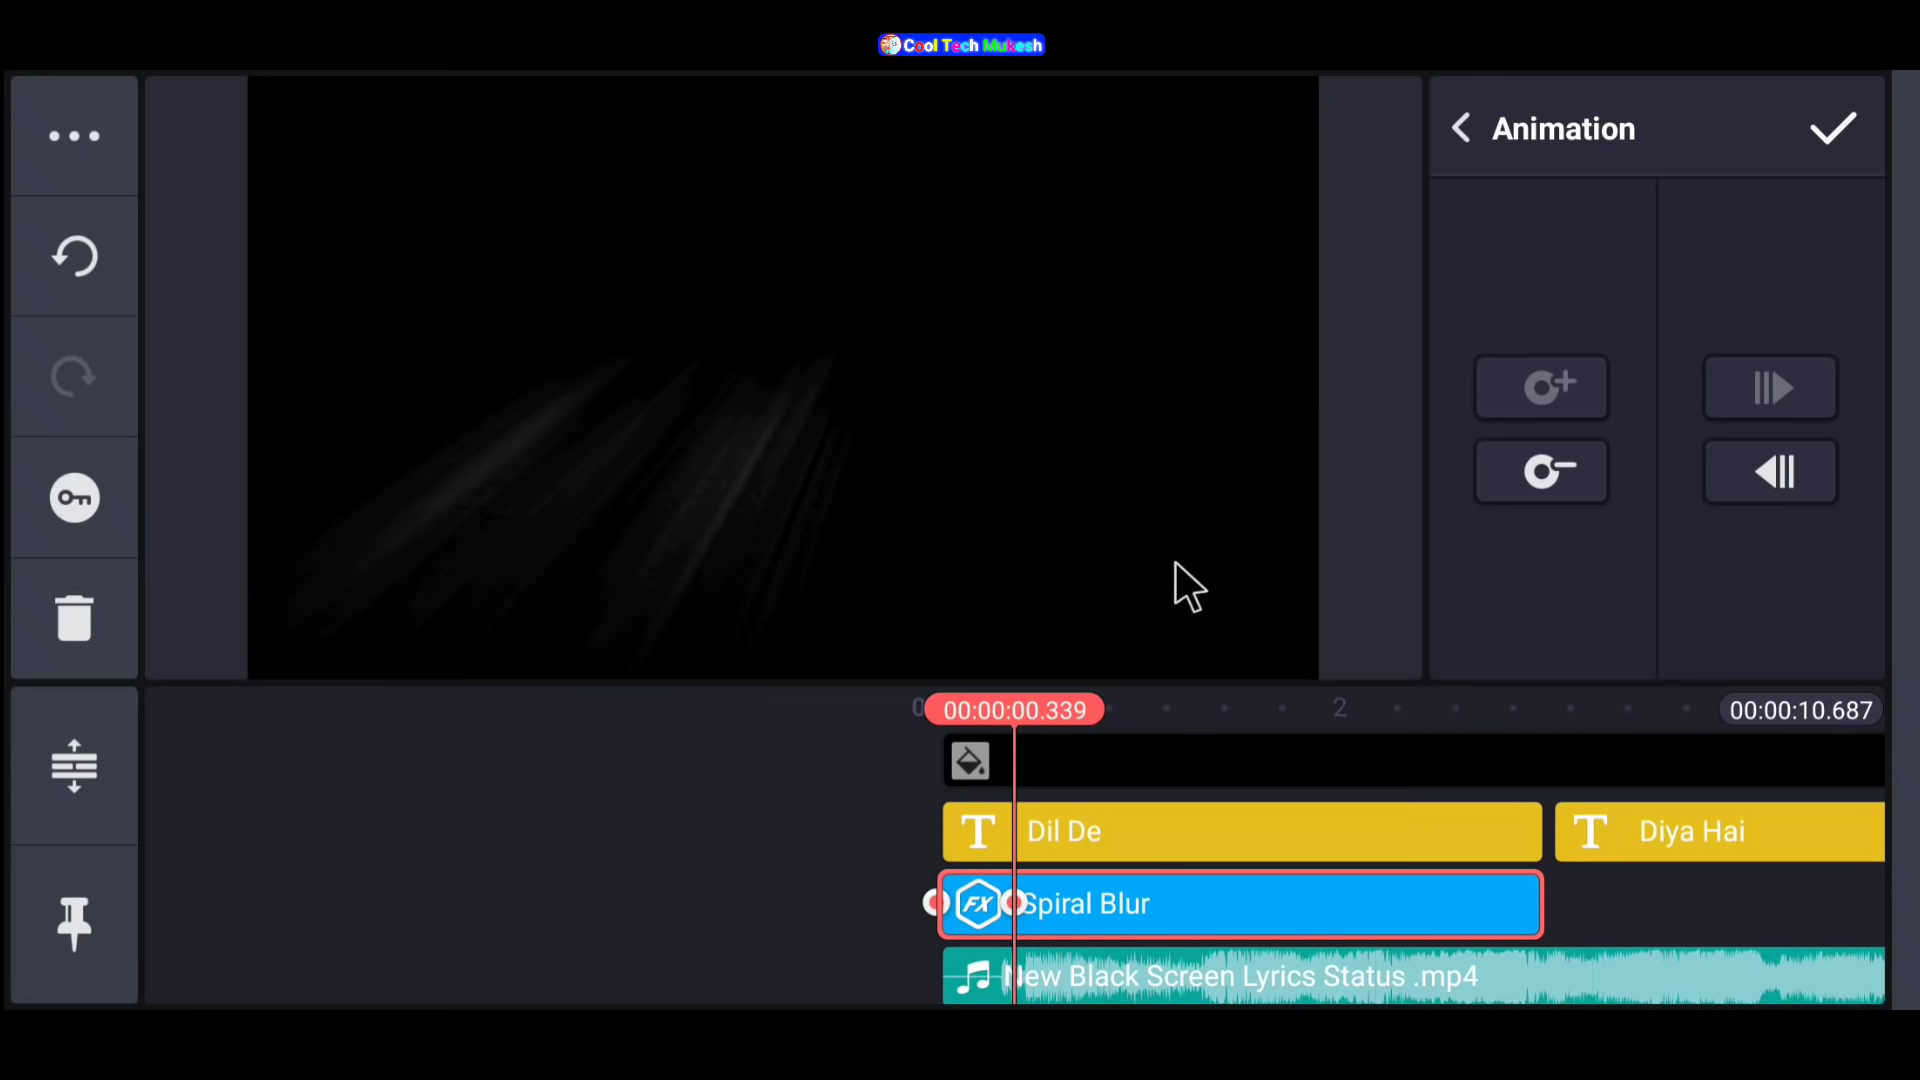 Cool Tech Mukesh
Animation
0
00:00:00.339
2
00:00:10.687
T Dil De
T Diya Hai
FX Spiral Blur
New Black Screen Lyrics Status .mp4